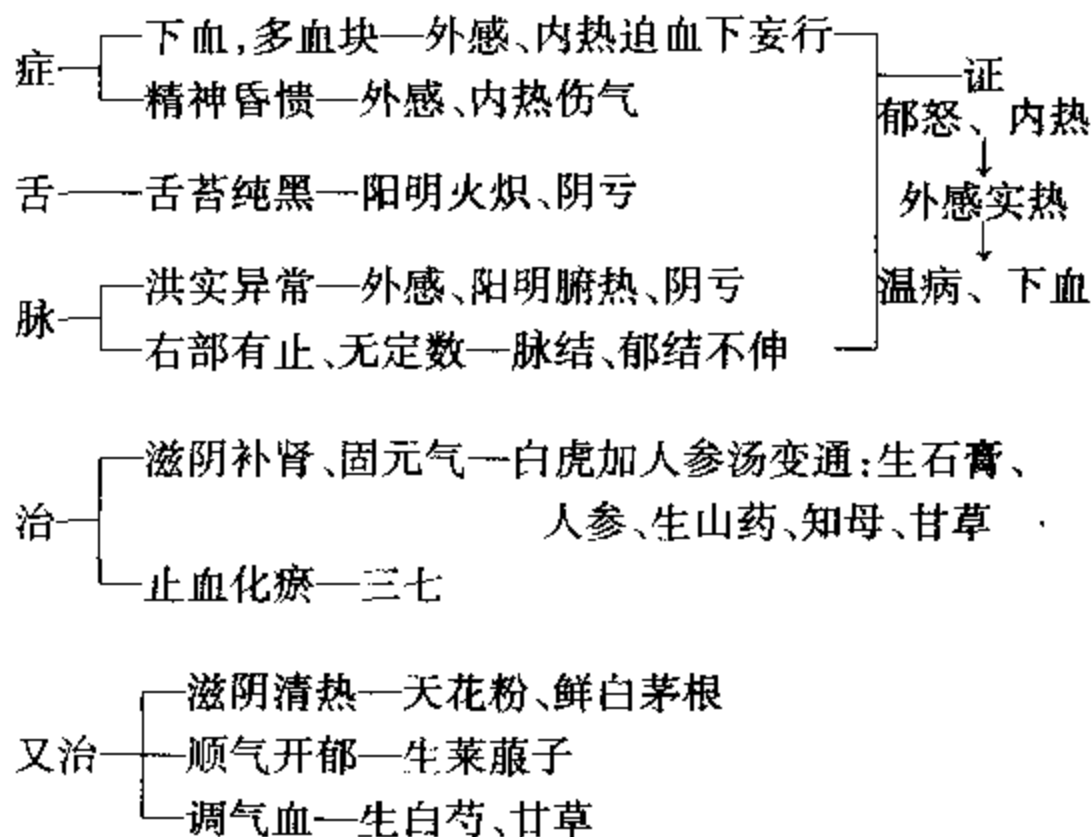 症
下血,多血块—外感、内热迫血下妄行
精神昏愦—外感、内热伤气
舌—舌苔纯黑—阳明火炽、阴亏
脉
洪实异常—外感、阳明腑热、阴亏
右部有止、无定数—脉结、郁结不伸
证
郁怒、内热
↓
外感实热
↓
温病、下血
治
滋阴补肾、固元气—白虎加人参汤变通:生石膏、
人参、生山药、知母、甘草
止血化瘀—三七
又治
滋阴清热—天花粉、鲜白茅根
顺气开郁—生莱菔子
调气血—生白芍、甘草